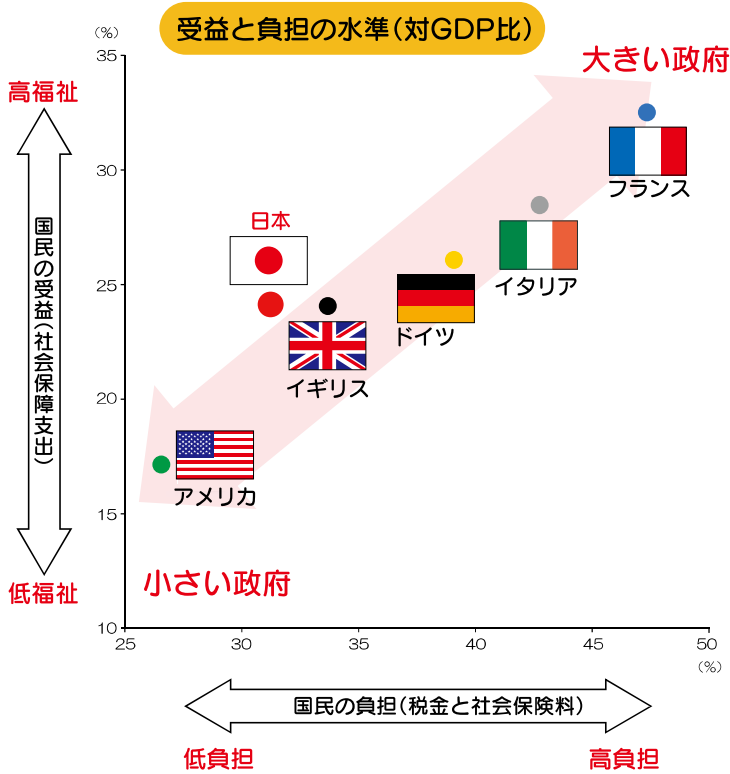 受益と負担の水準(対GDP比)
(%)
35
30
25
20
15
10
高福祉
国民の受益(社会保障支出)
低福祉
大きい政府
フランス
イタリア
ドイツ
日本
イギリス
アメリカ
小さい政府
25 30 35 40 45 50
(%)
国民の負担(税金と社会保険料)
低負担 高負担